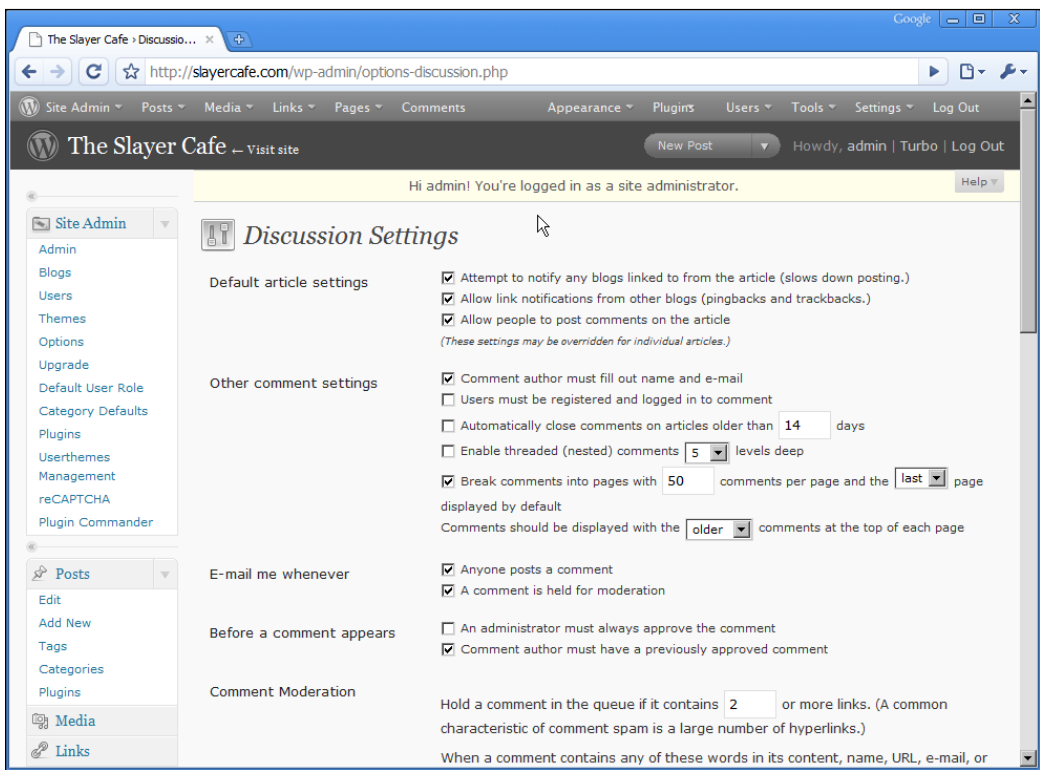 Google
The Slayer Cafe › Discussio...
http://slayercafe.com/wp-admin/options-discussion.php
Site Admin Posts Media Links Pages Comments Appearance Plugins Users Tools Settings Log Out
The Slayer Cafe ← Visit site New Post Howdy, admin | Turbo | Log Out
Hi admin! You're logged in as a site administrator. Help
Site Admin
Admin
Blogs
Users
Themes
Options
Upgrade
Default User Role
Category Defaults
Plugins
Userthemes
Management
reCAPTCHA
Plugin Commander
Posts
Edit
Add New
Tags
Categories
Plugins
Media
Links
Discussion Settings
Default article settings
Attempt to notify any blogs linked to from the article (slows down posting.)
Allow link notifications from other blogs (pingbacks and trackbacks.)
Allow people to post comments on the article
(These settings may be overridden for individual articles.)
Other comment settings
Comment author must fill out name and e-mail
Users must be registered and logged in to comment
Automatically close comments on articles older than 14 days
Enable threaded (nested) comments 5 levels deep
Break comments into pages with 50 comments per page and the last page
displayed by default
Comments should be displayed with the older comments at the top of each page
E-mail me whenever
Anyone posts a comment
A comment is held for moderation
Before a comment appears
An administrator must always approve the comment
Comment author must have a previously approved comment
Comment Moderation
Hold a comment in the queue if it contains 2 or more links. (A common
characteristic of comment spam is a large number of hyperlinks.)
When a comment contains any of these words in its content, name, URL, e-mail, or